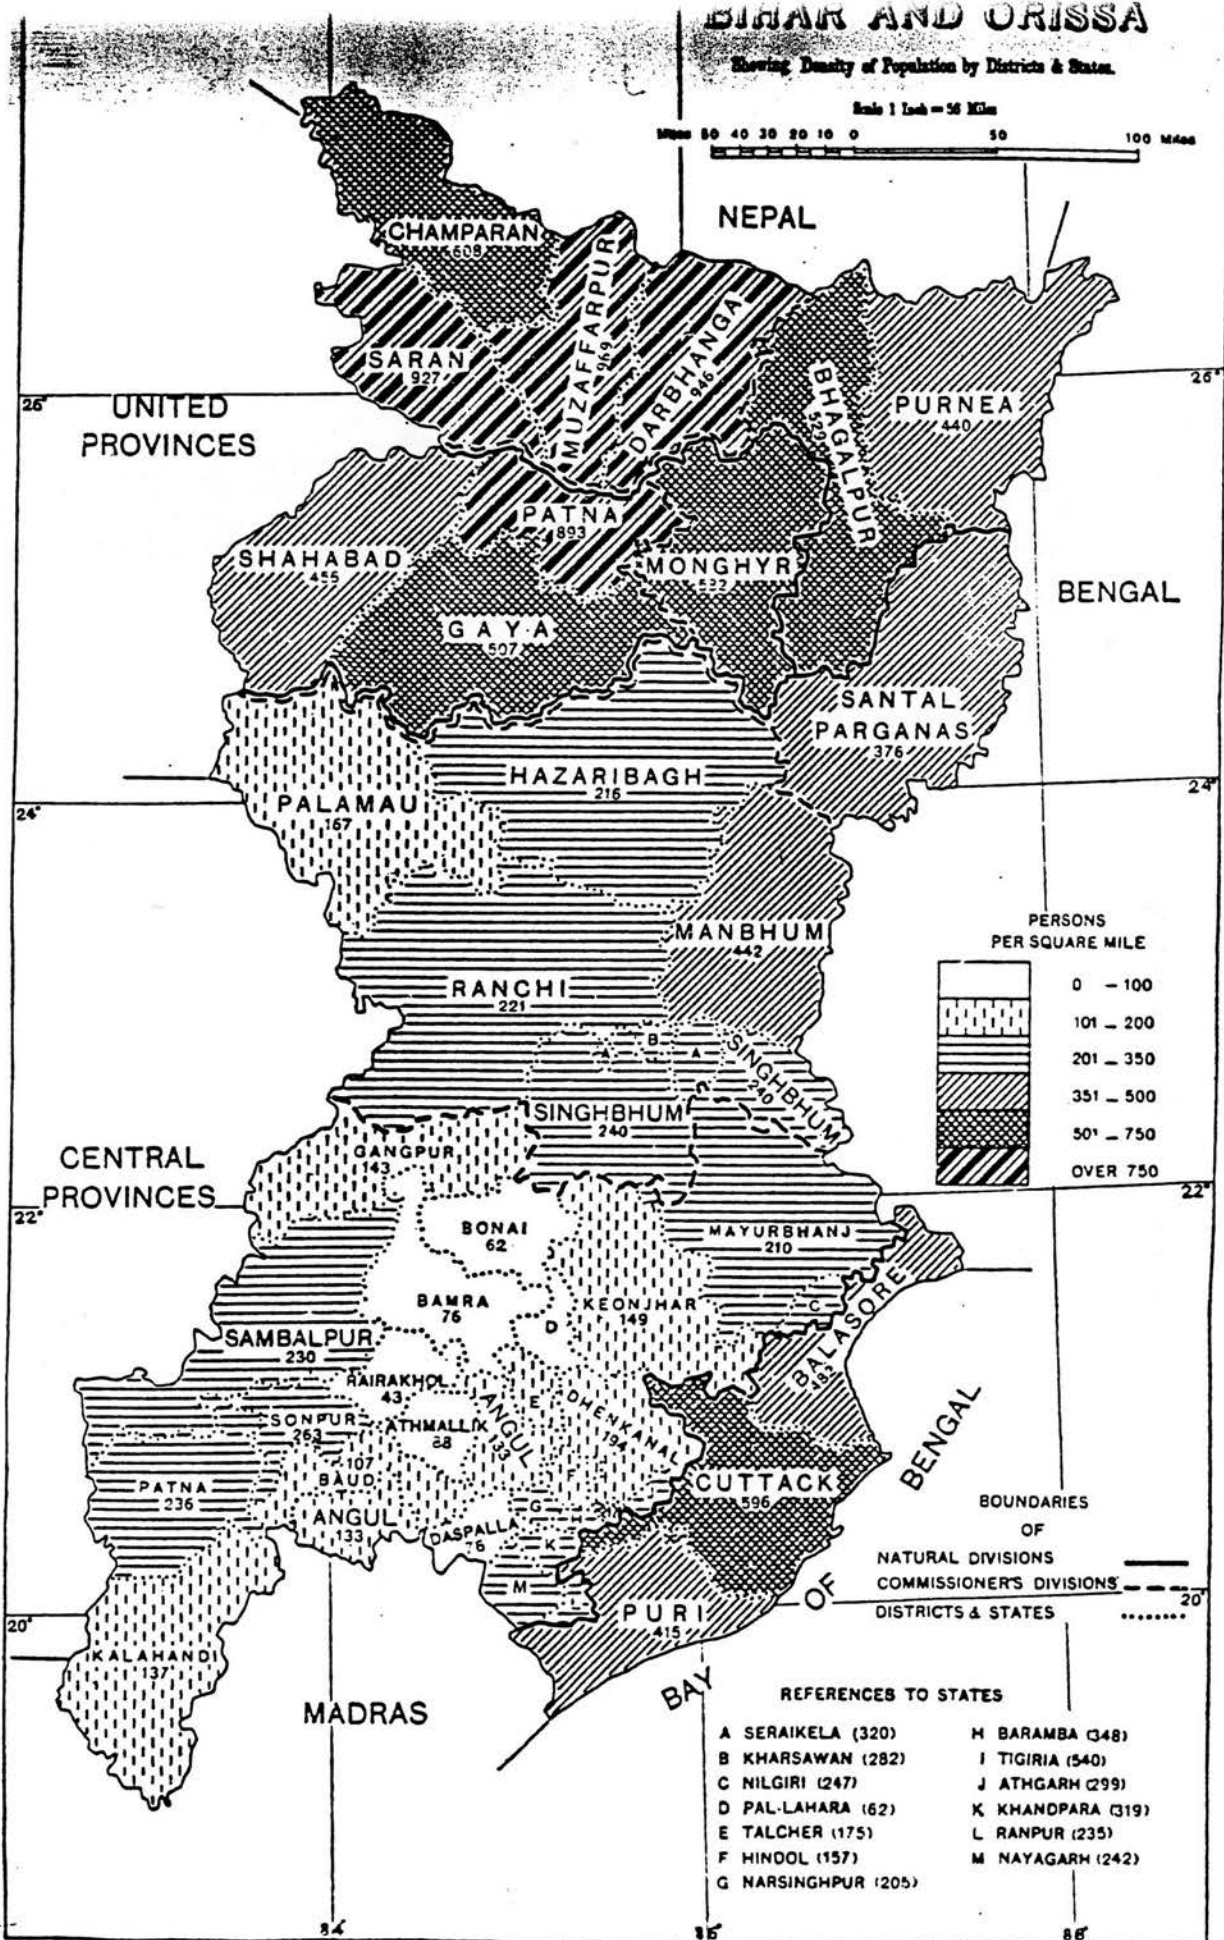 BIHAR AND ORISSA
Showing Density of Population by Districts & States.
Scale 1 Inch = 56 Miles
Miles 50 40 30 20 10 0 50 100 Miles
NEPAL
CHAMPARAN
608
MUZAFFARPUR
969
DARBHANGA
946
SARAN
927
BHAGALPUR
529
PURNEA
440
26°
26°
UNITED
PROVINCES
PATNA
893
SHAHABAD
455
MONGHYR
532
BENGAL
GAYA
507
SANTAL
PARGANAS
376
HAZARIBAGH
216
24°
24°
PALAMAU
167
MANBHUM
442
PERSONS
PER SQUARE MILE
0 - 100
101 - 200
201 - 350
351 - 500
501 - 750
OVER 750
RANCHI
221
A
B
A
SINGHBHUM
240
SINGHBHUM
240
CENTRAL
PROVINCES
GANGPUR
143
22°
22°
BONAI
62
MAYURBHANJ
210
BAMRA
76
KEONJHAR
149
C
D
BALASORE
SAMBALPUR
230
RAIRAKHOL
43
ANGUL
133
E
DHENKANAL
194
SONPUR
263
ATHMALLIK
88
107
BAUD
F
CUTTACK
596
PATNA
236
ANGUL
133
G
H
DASPALLA
K
M
BAY OF BENGAL
BOUNDARIES
OF
NATURAL DIVISIONS
COMMISSIONER'S DIVISIONS
DISTRICTS & STATES
PURI
415
20°
20°
KALAHANDI
137
MADRAS
REFERENCES TO STATES
A SERAIKELA (320)
B KHARSAWAN (282)
C NILGIRI (247)
D PAL-LAHARA (62)
E TALCHER (175)
F HINDOL (157)
G NARSINGHPUR (205)
H BARAMBA (348)
I TIGIRIA (540)
J ATHGARH (299)
K KHANDPARA (319)
L RANPUR (235)
M NAYAGARH (242)
84°
86°